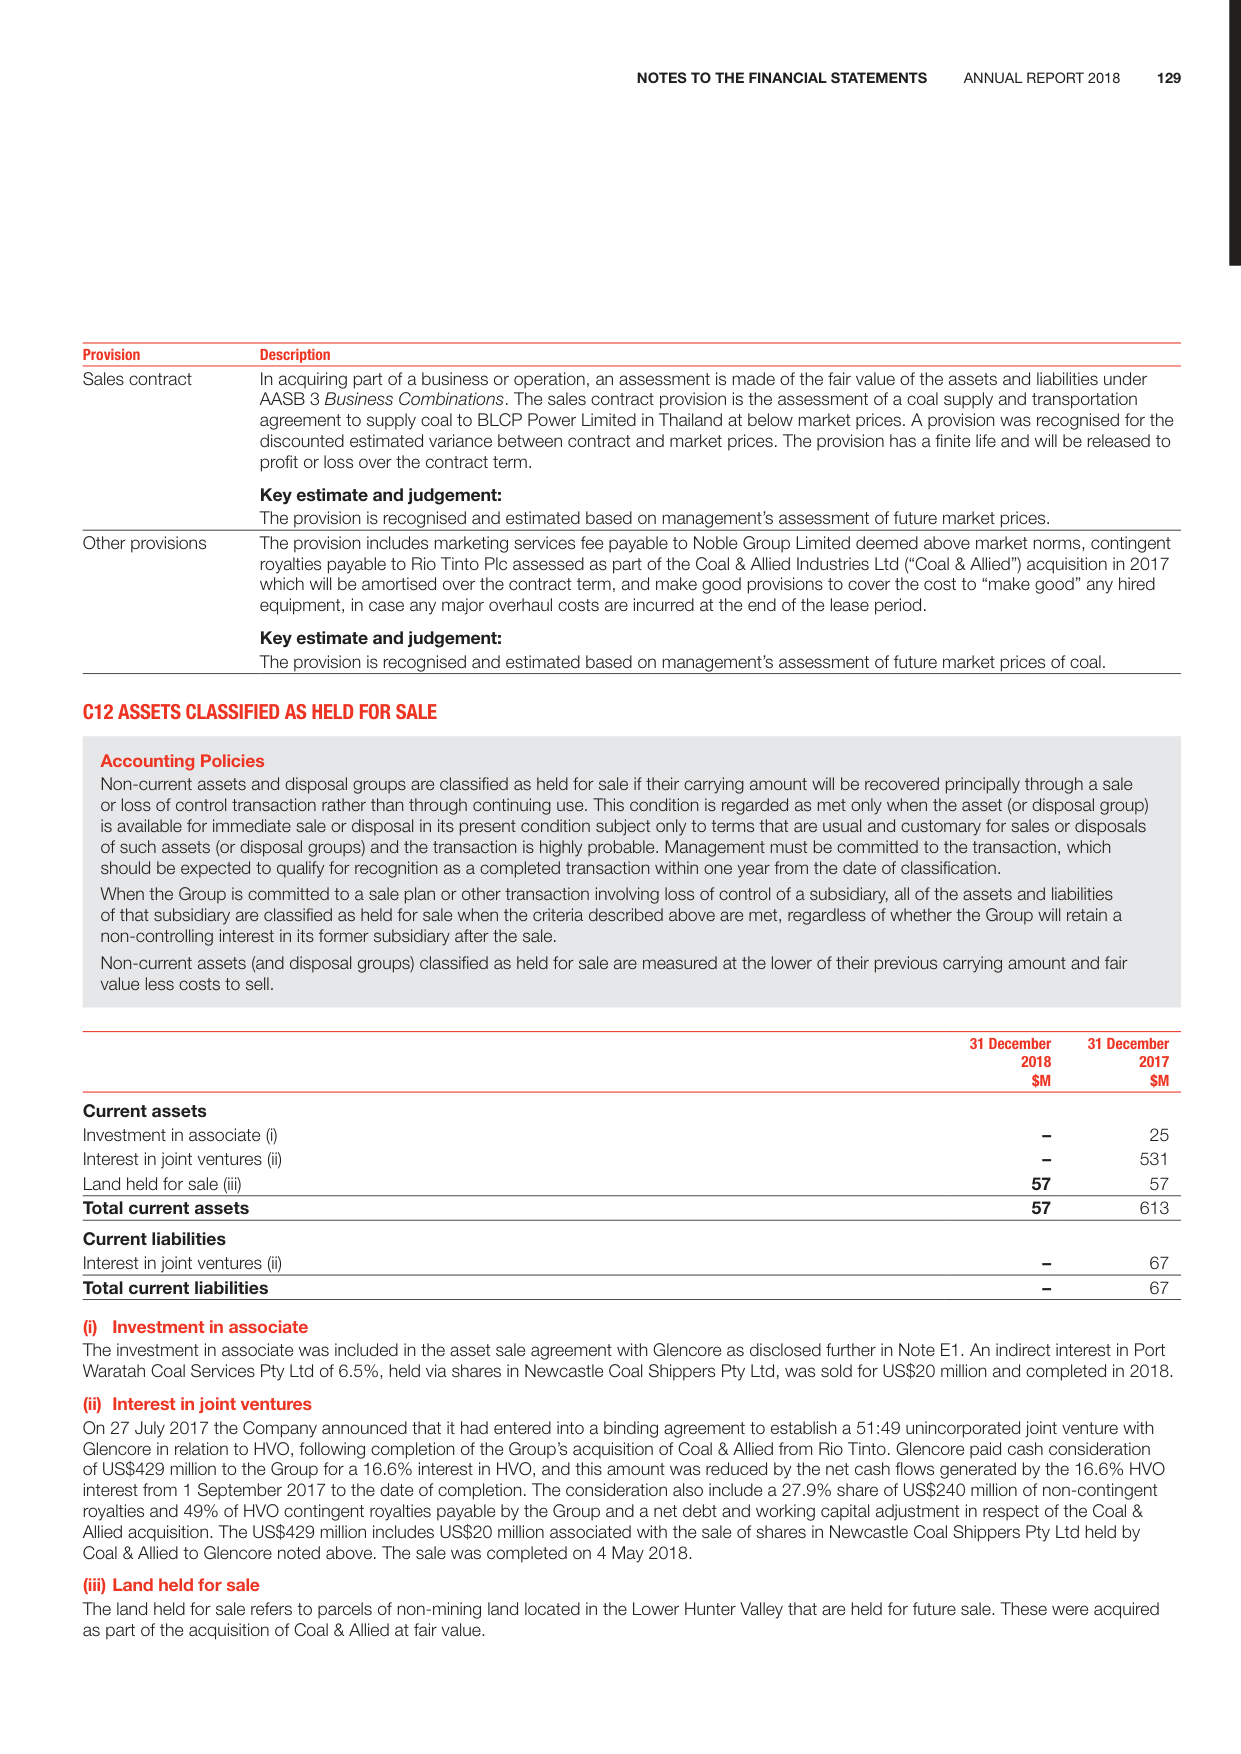 NOTES TO THE FINANCIAL STATEMENTS ANNUAL REPORT 2018 129
Provision Description
Sales contract In acquiring part of a business or operation, an assessment is made of the fair value of the assets and liabilities under
AASB 3 Business Combinations. The sales contract provision is the assessment of a coal supply and transportation
agreement to supply coal to BLCP Power Limited in Thailand at below market prices. A provision was recognised for the
discounted estimated variance between contract and market prices. The provision has a finite life and will be released to
profit or loss over the contract term.
Key estimate and judgement:
The provision is recognised and estimated based on management's assessment of future market prices.
Other provisions The provision includes marketing services fee payable to Noble Group Limited deemed above market norms, contingent
royalties payable to Rio Tinto Plc assessed as part of the Coal & Allied Industries Ltd (“Coal & Allied”) acquisition in 2017
which will be amortised over the contract term, and make good provisions to cover the cost to “make good” any hired
equipment, in case any major overhaul costs are incurred at the end of the lease period.
Key estimate and judgement:
The provision is recognised and estimated based on management's assessment of future market prices of coal.
C12 ASSETS CLASSIFIED AS HELD FOR SALE
Accounting Policies
Non-current assets and disposal groups are classified as held for sale if their carrying amount will be recovered principally through a sale
or loss of control transaction rather than through continuing use. This condition is regarded as met only when the asset (or disposal group)
is available for immediate sale or disposal in its present condition subject only to terms that are usual and customary for sales or disposals
of such assets (or disposal groups) and the transaction is highly probable. Management must be committed to the transaction, which
should be expected to qualify for recognition as a completed transaction within one year from the date of classification.
When the Group is committed to a sale plan or other transaction involving loss of control of a subsidiary, all of the assets and liabilities
of that subsidiary are classified as held for sale when the criteria described above are met, regardless of whether the Group will retain a
non-controlling interest in its former subsidiary after the sale.
Non-current assets (and disposal groups) classified as held for sale are measured at the lower of their previous carrying amount and fair
value less costs to sell.
31 December 31 December
2018 2017
$M $M
Current assets
Investment in associate (i) – 25
Interest in joint ventures (ii) – 531
Land held for sale (iii) 57 57
Total current assets 57 613
Current liabilities
Interest in joint ventures (ii) – 67
Total current liabilities – 67
(i) Investment in associate
The investment in associate was included in the asset sale agreement with Glencore as disclosed further in Note E1. An indirect interest in Port
Waratah Coal Services Pty Ltd of 6.5%, held via shares in Newcastle Coal Shippers Pty Ltd, was sold for US$20 million and completed in 2018.
(ii) Interest in joint ventures
On 27 July 2017 the Company announced that it had entered into a binding agreement to establish a 51:49 unincorporated joint venture with
Glencore in relation to HVO, following completion of the Group's acquisition of Coal & Allied from Rio Tinto. Glencore paid cash consideration
of US$429 million to the Group for a 16.6% interest in HVO, and this amount was reduced by the net cash flows generated by the 16.6% HVO
interest from 1 September 2017 to the date of completion. The consideration also include a 27.9% share of US$240 million of non-contingent
royalties and 49% of HVO contingent royalties payable by the Group and a net debt and working capital adjustment in respect of the Coal &
Allied acquisition. The US$429 million includes US$20 million associated with the sale of shares in Newcastle Coal Shippers Pty Ltd held by
Coal & Allied to Glencore noted above. The sale was completed on 4 May 2018.
(iii) Land held for sale
The land held for sale refers to parcels of non-mining land located in the Lower Hunter Valley that are held for future sale. These were acquired
as part of the acquisition of Coal & Allied at fair value.